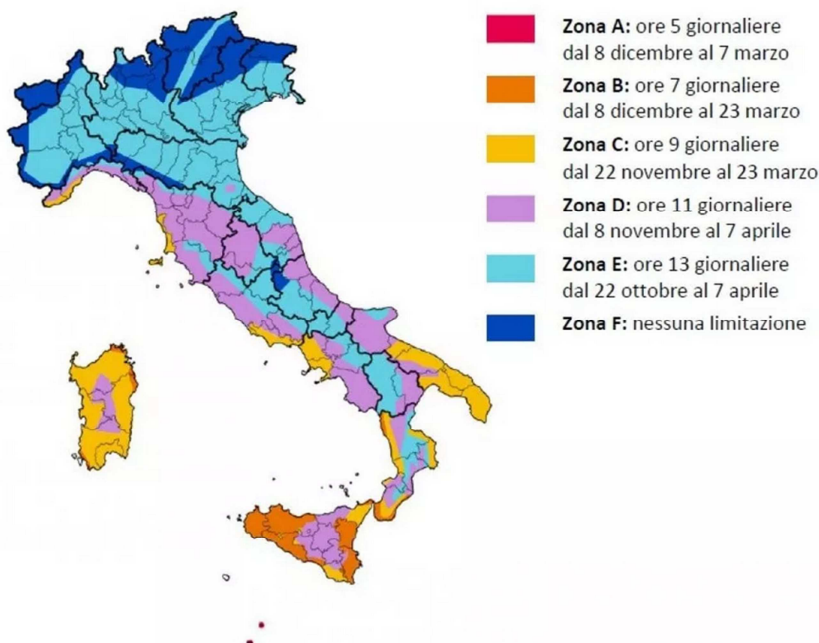 Zona A: ore 5 giornaliere
dal 8 dicembre al 7 marzo
Zona B: ore 7 giornaliere
dal 8 dicembre al 23 marzo
Zona C: ore 9 giornaliere
dal 22 novembre al 23 marzo
Zona D: ore 11 giornaliere
dal 8 novembre al 7 aprile
Zona E: ore 13 giornaliere
dal 22 ottobre al 7 aprile
Zona F: nessuna limitazione